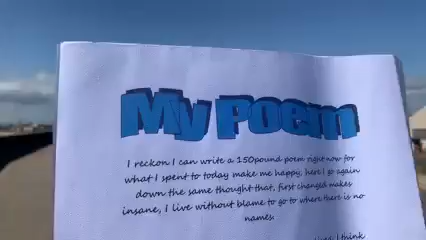 My Poem
I reckon I can write a 150pound poem right now for
what I spent to today make me happy, here I go again
down the same thought that, first changes makes
insane, I live without blame to go to where there is no
names.
I think